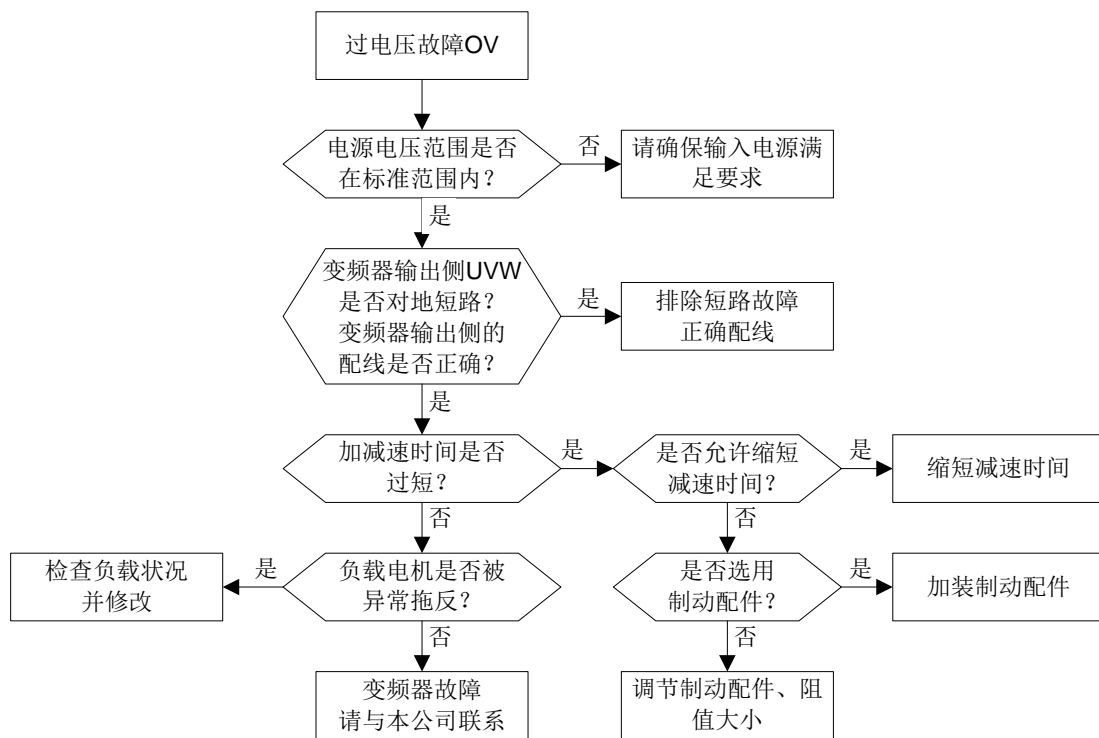 过电压故障OV
电源电压范围是否
在标准范围内？
否
请确保输入电源满
足要求
是
变频器输出侧UVW
是否对地短路？
变频器输出侧的
配线是否正确？
是
排除短路故障
正确配线
是
加减速时间是否
过短？
是
是否允许缩短
减速时间？
是
缩短减速时间
否
否
检查负载状况
并修改
是
负载电机是否被
异常拖反？
是否选用
制动配件？
是
加装制动配件
否
否
变频器故障
请与本公司联系
调节制动配件、阻
值大小